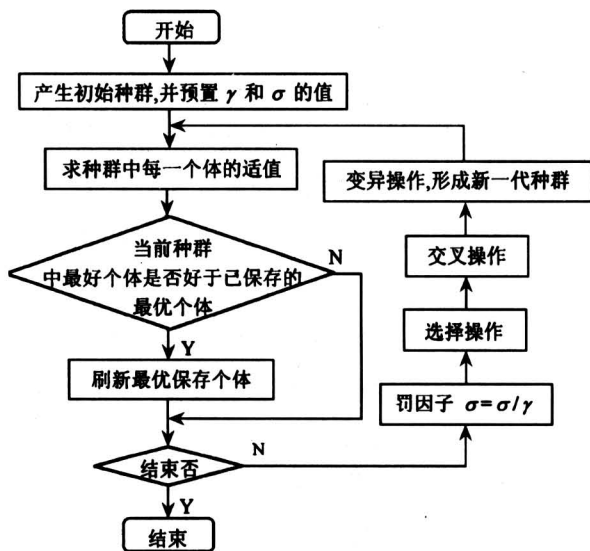 开始
产生初始种群,并预置 γ 和 σ 的值
求种群中每一个体的适值
当前种群
中最好个体是否好于已保存的
最优个体
N
Y
刷新最优保存个体
结束否
N
Y
结束
变异操作,形成新一代种群
交叉操作
选择操作
罚因子 σ=σ/γ